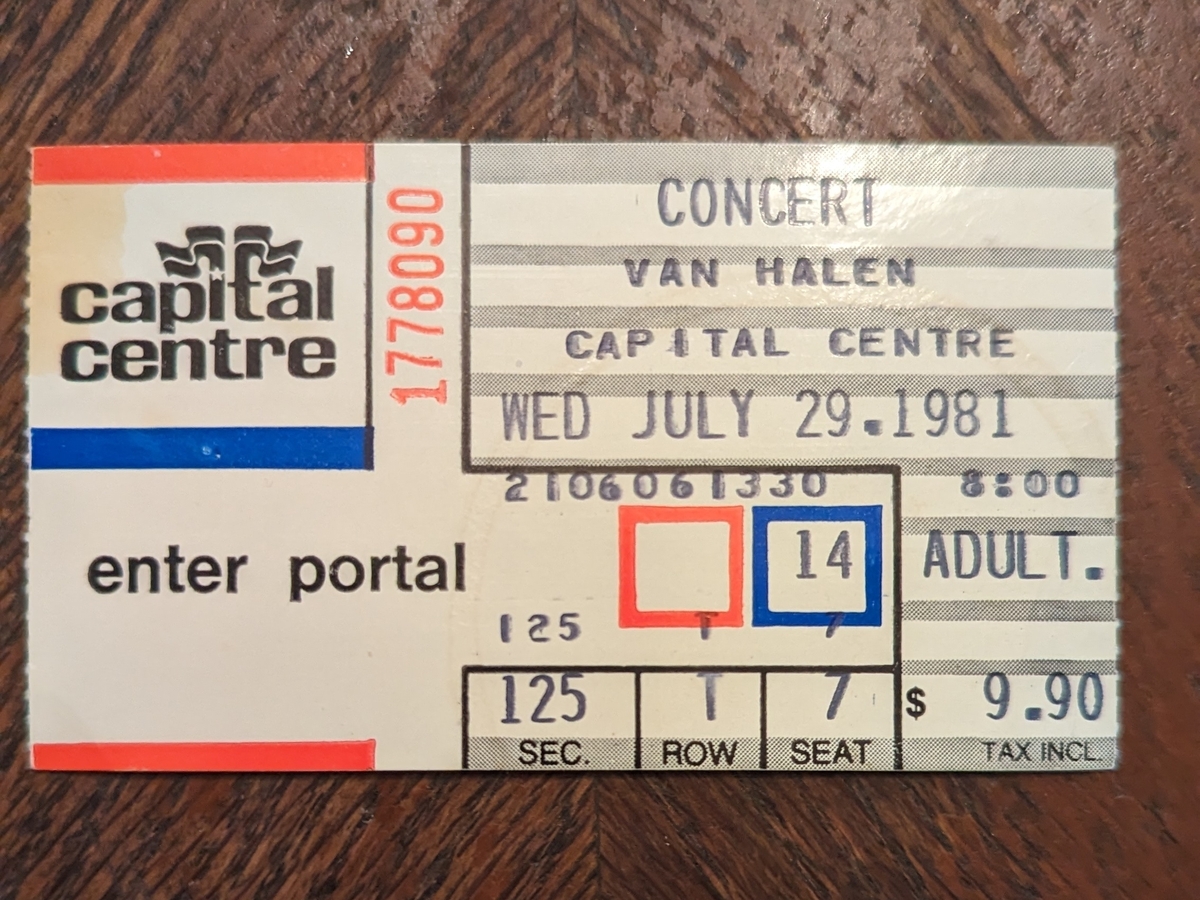 capital
centre
1778090
CONCERT
VAN HALEN
CAPITAL CENTRE
WED JULY 29.1981
2106061330 8:00
enter portal 14 ADULT.
125 T 7
125 T 7 $ 9.90
SEC. ROW SEAT TAX INCL.